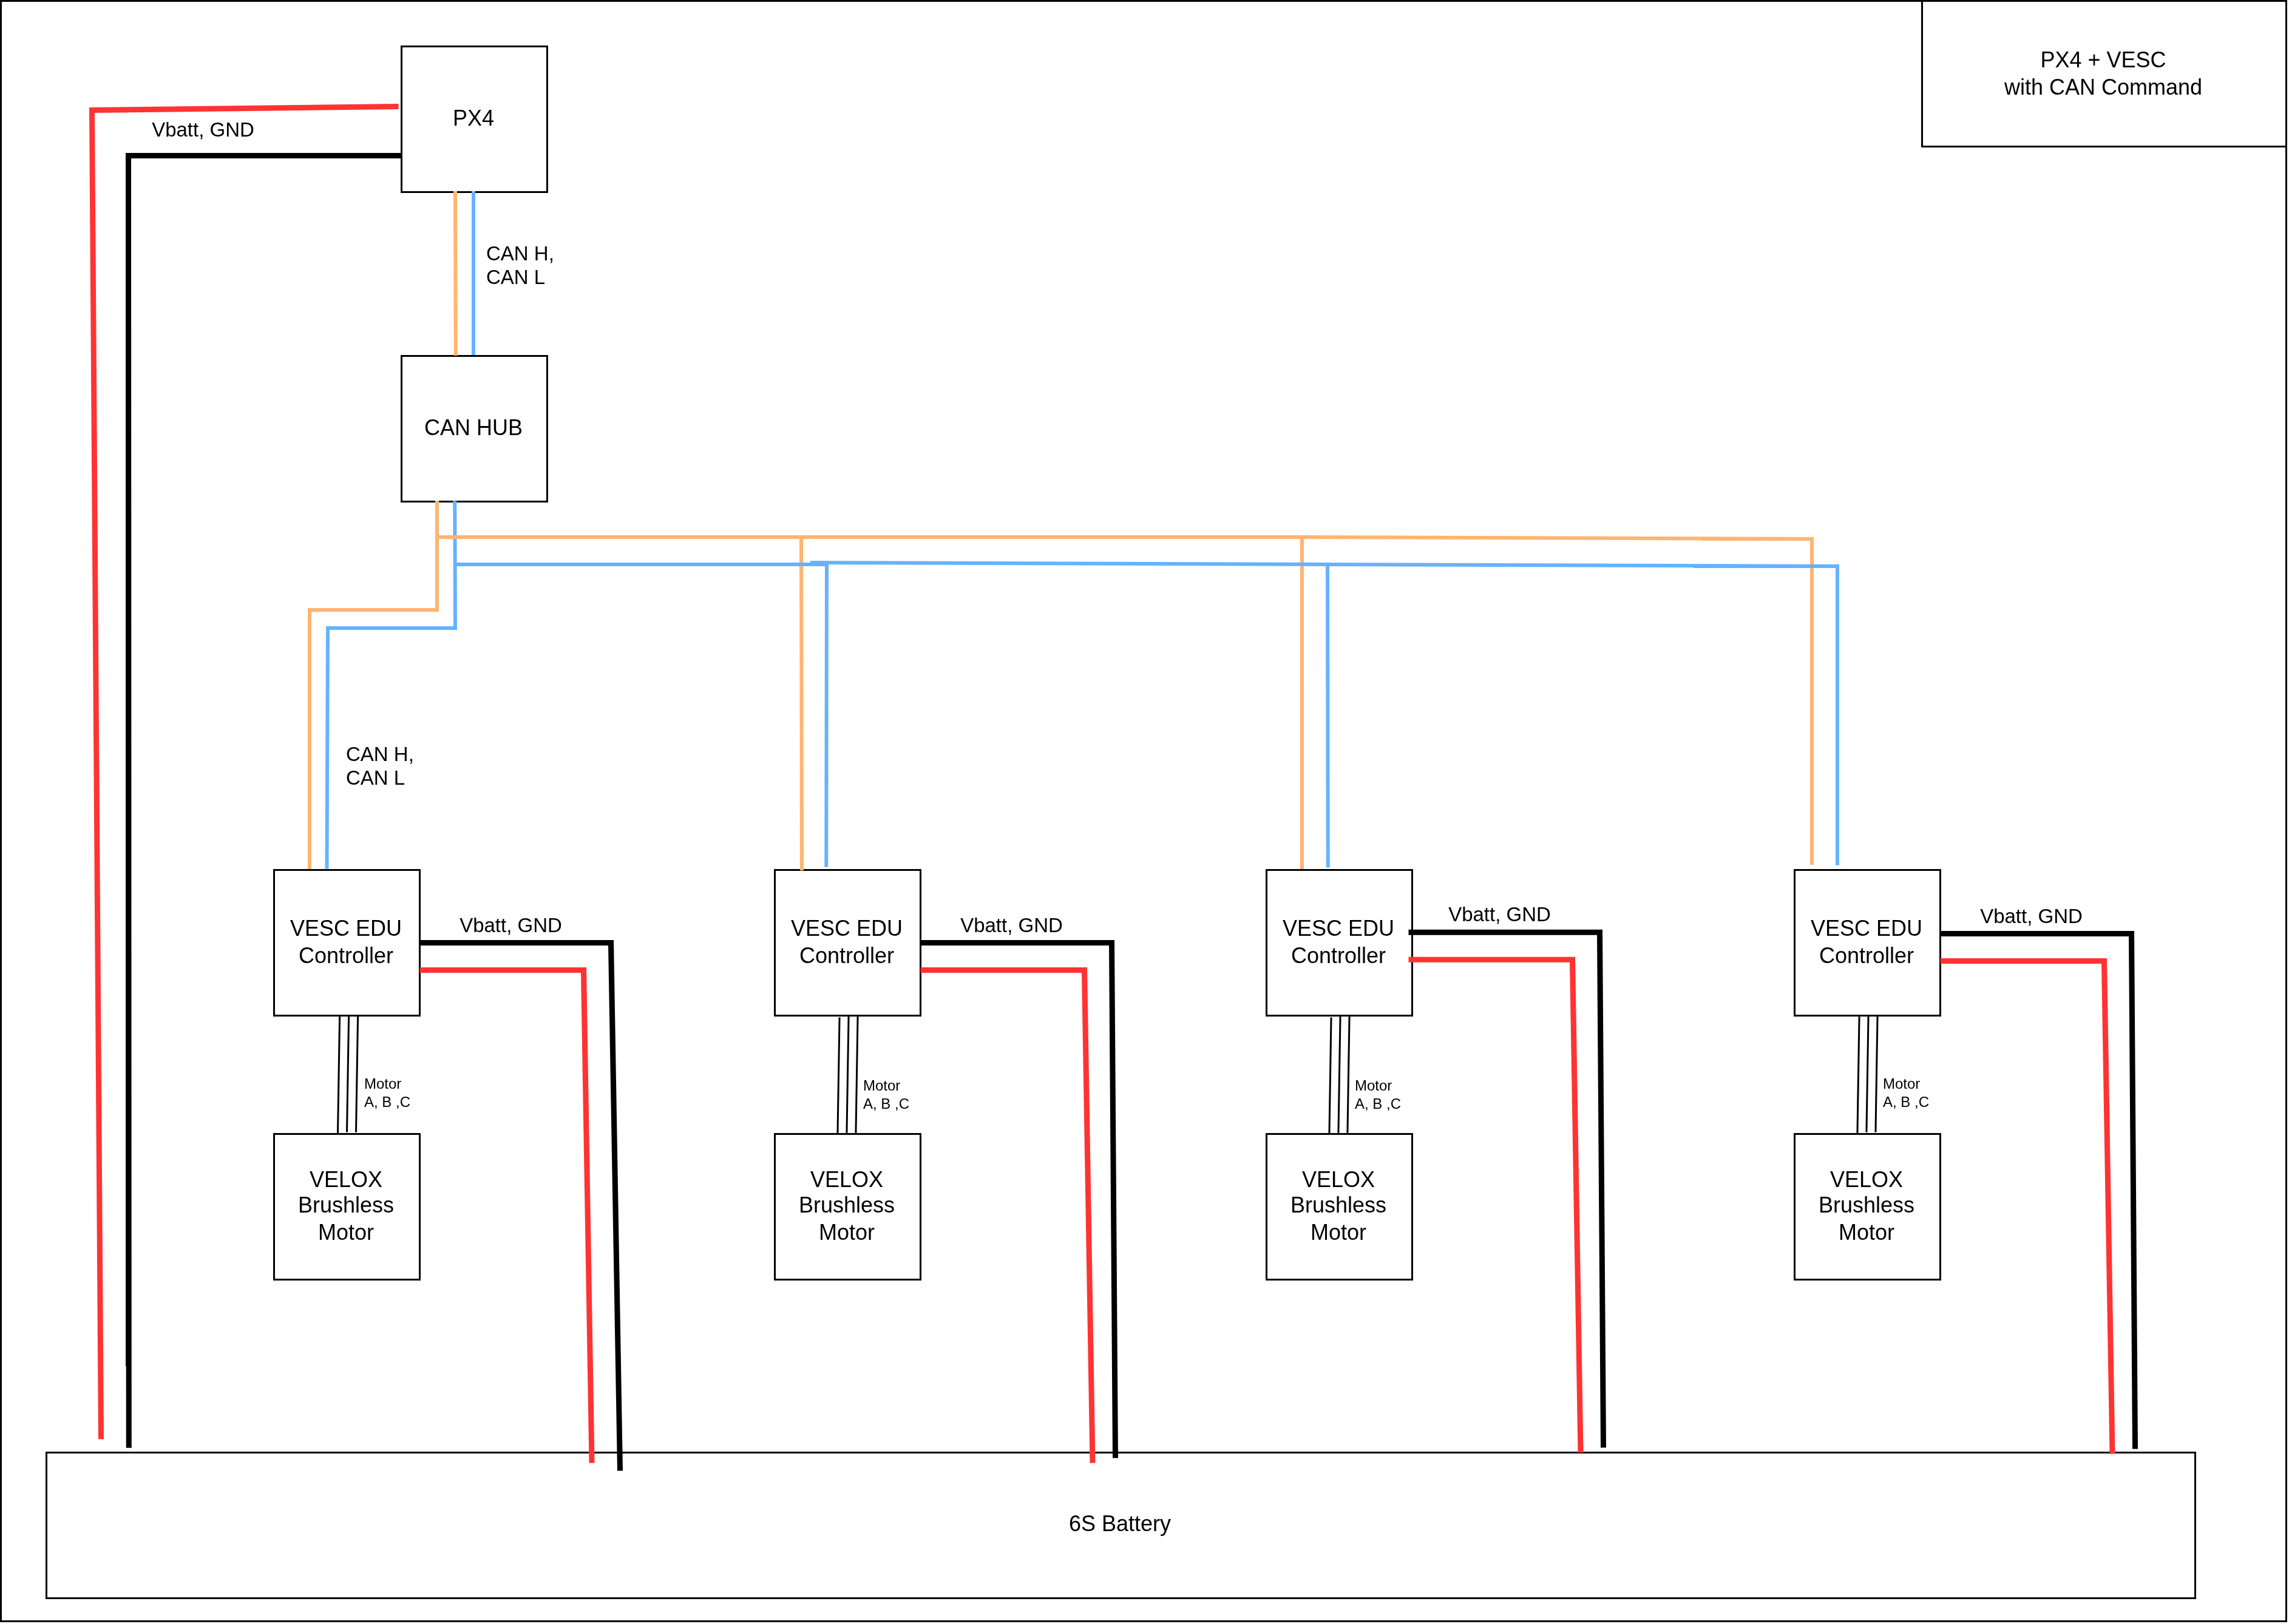 PX4 + VESC
with CAN Command
PX4
Vbatt, GND
CAN H,
CAN L
CAN HUB
CAN H,
CAN L
VESC EDU
Controller
Vbatt, GND
VESC EDU
Controller
Vbatt, GND
VESC EDU
Controller
Vbatt, GND
VESC EDU
Controller
Vbatt, GND
Motor
A, B ,C
Motor
A, B ,C
Motor
A, B ,C
Motor
A, B ,C
VELOX
Brushless
Motor
VELOX
Brushless
Motor
VELOX
Brushless
Motor
VELOX
Brushless
Motor
6S Battery